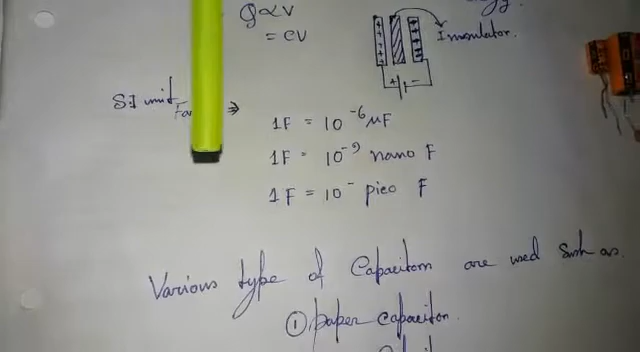 Q∝V
= CV
Insulator.
+ -
S.I unit ⇒
1F = 10⁻⁶ μF
1F = 10⁻⁹ nano F
1F = 10⁻ pico F
Various type of Capacitors are used Such as.
① paper capacitor.